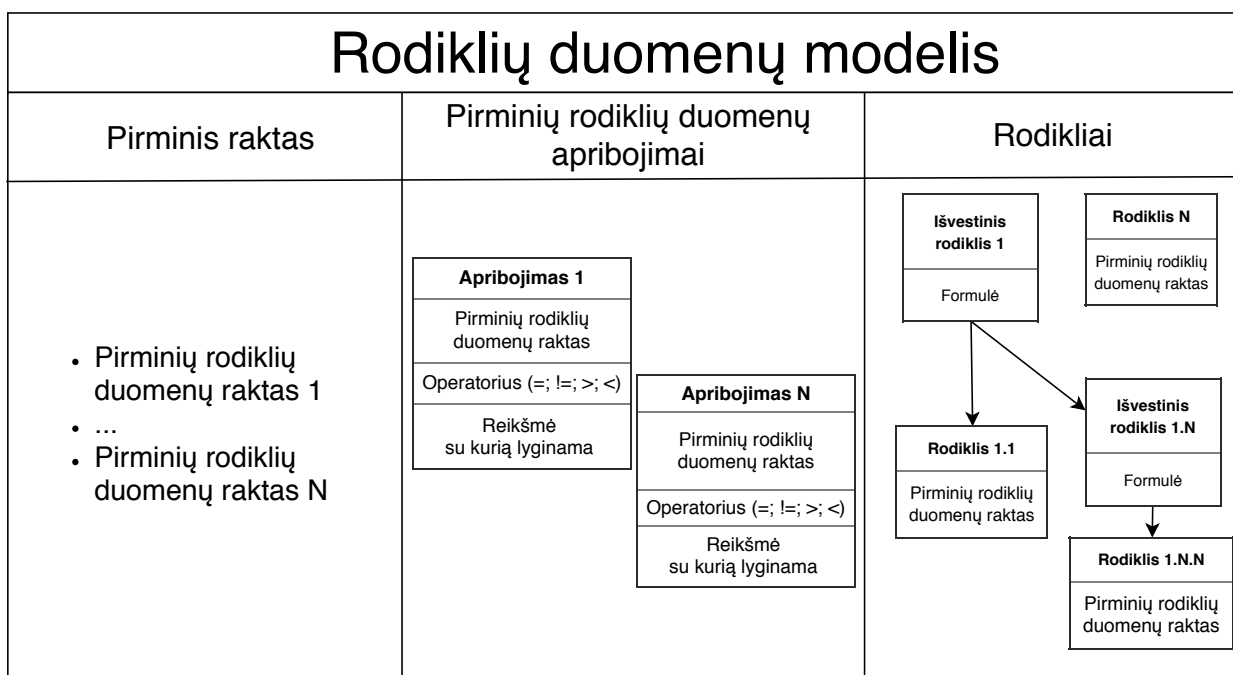 Rodiklių duomenų modelis
Pirminis raktas
Pirminių rodiklių duomenų
apribojimai
Rodikliai
• Pirminių rodiklių
duomenų raktas 1
• ...
• Pirminių rodiklių
duomenų raktas N
Apribojimas 1
Pirminių rodiklių
duomenų raktas
Operatorius (=; !=; >; <)
Reikšmė
su kurią lyginama
Apribojimas N
Pirminių rodiklių
duomenų raktas
Operatorius (=; !=; >; <)
Reikšmė
su kurią lyginama
Išvestinis
rodiklis 1
Formulė
Rodiklis N
Pirminių rodiklių
duomenų raktas
Rodiklis 1.1
Pirminių rodiklių
duomenų raktas
Išvestinis
rodiklis 1.N
Formulė
Rodiklis 1.N.N
Pirminių rodiklių
duomenų raktas